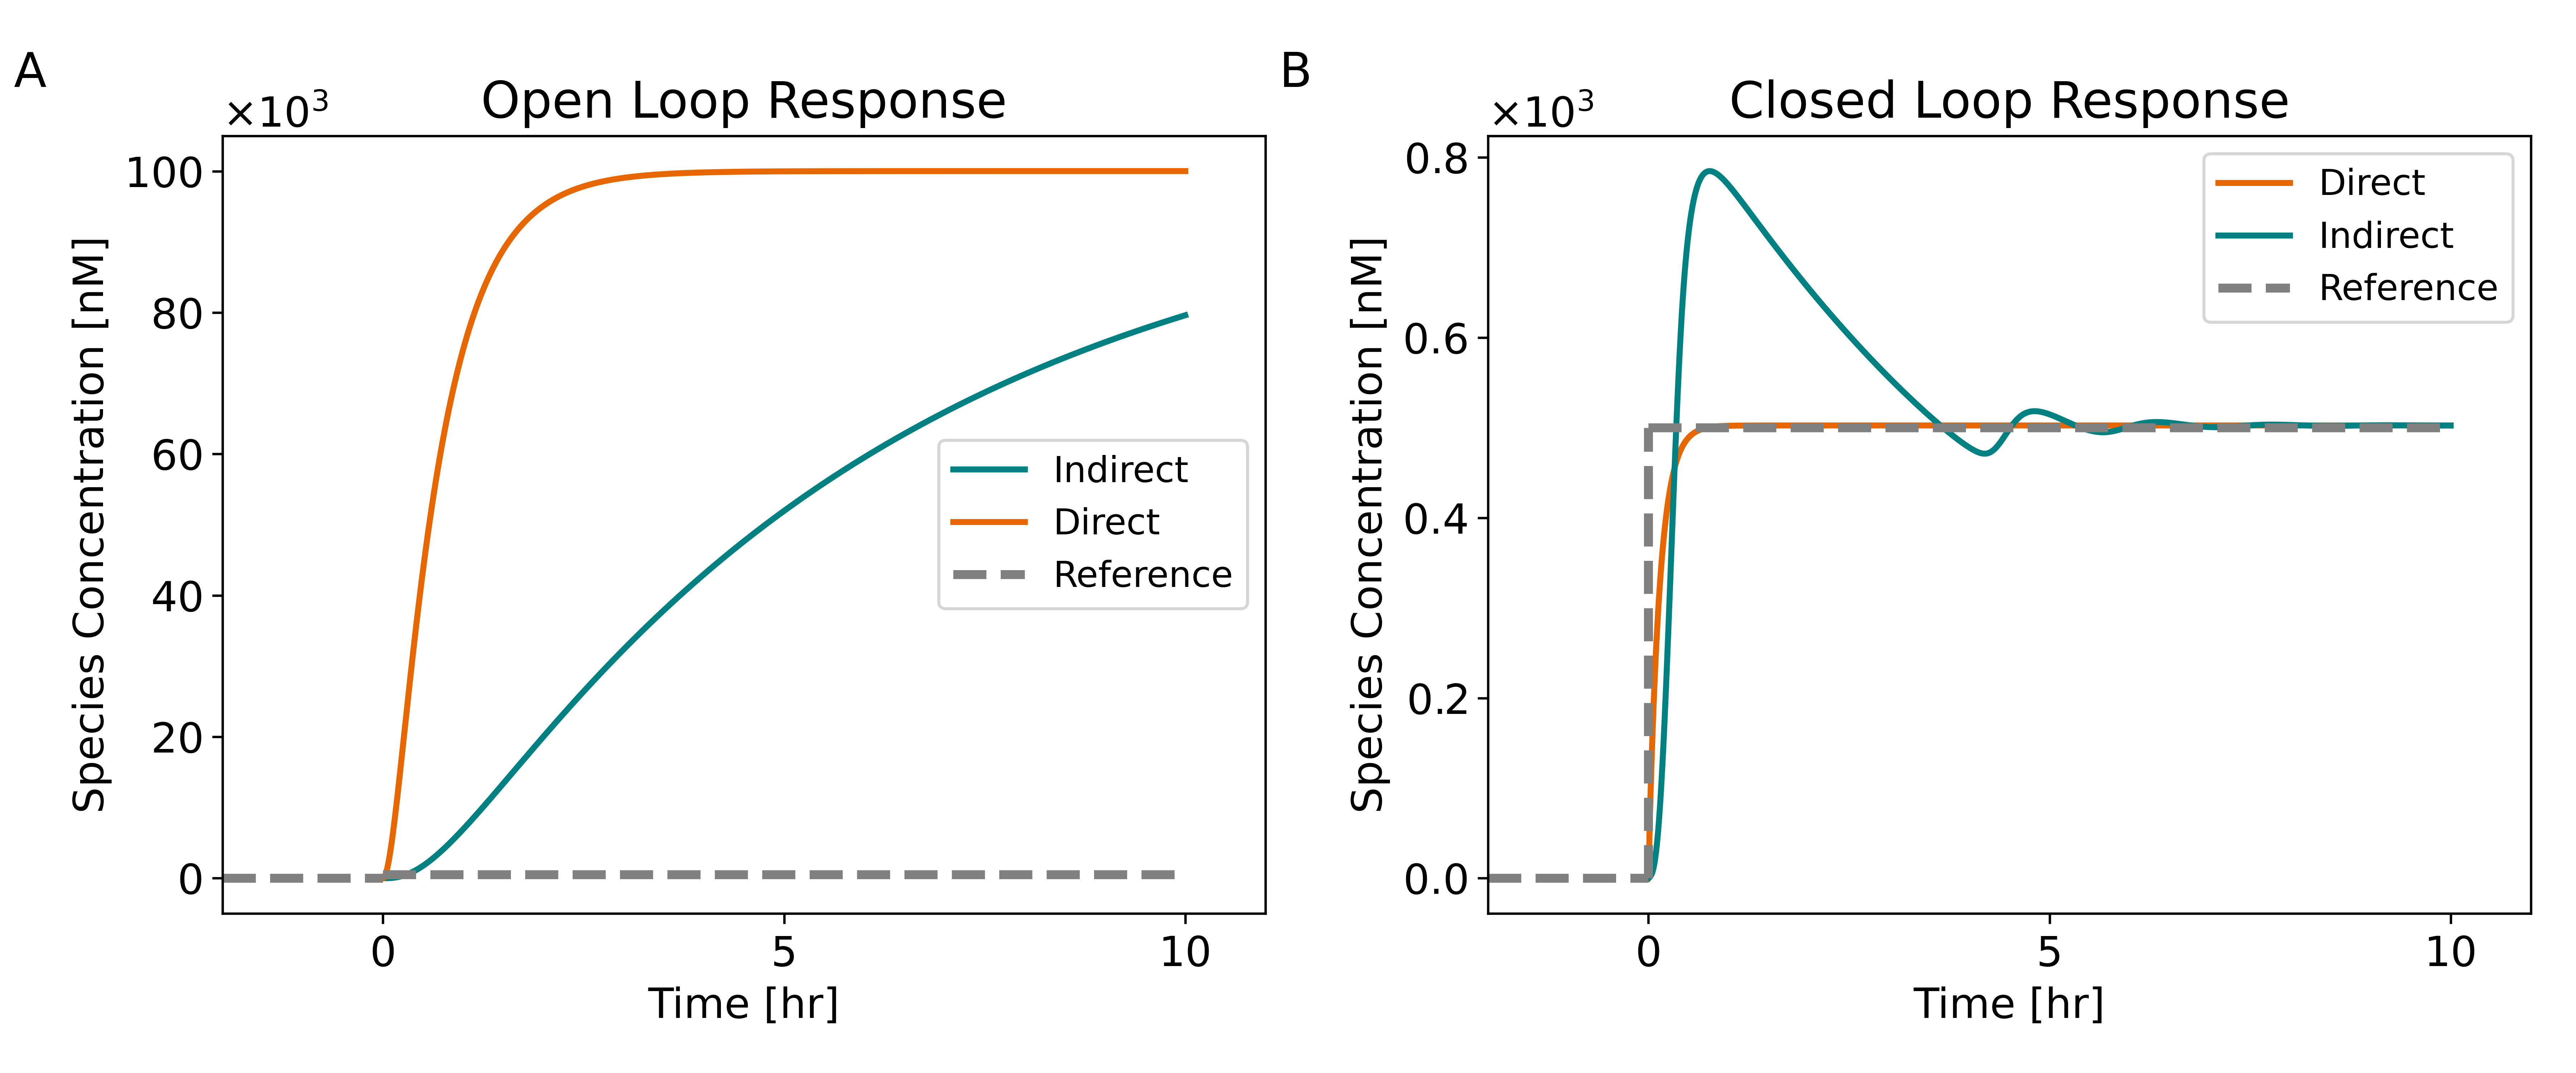 A
Open Loop Response
×10³
100
80
60
40
20
0
Species Concentration [nM]
Indirect
Direct
Reference
0 5 10
Time [hr]
B
Closed Loop Response
×10³
0.8
0.6
0.4
0.2
0.0
Species Concentration [nM]
Direct
Indirect
Reference
0 5 10
Time [hr]